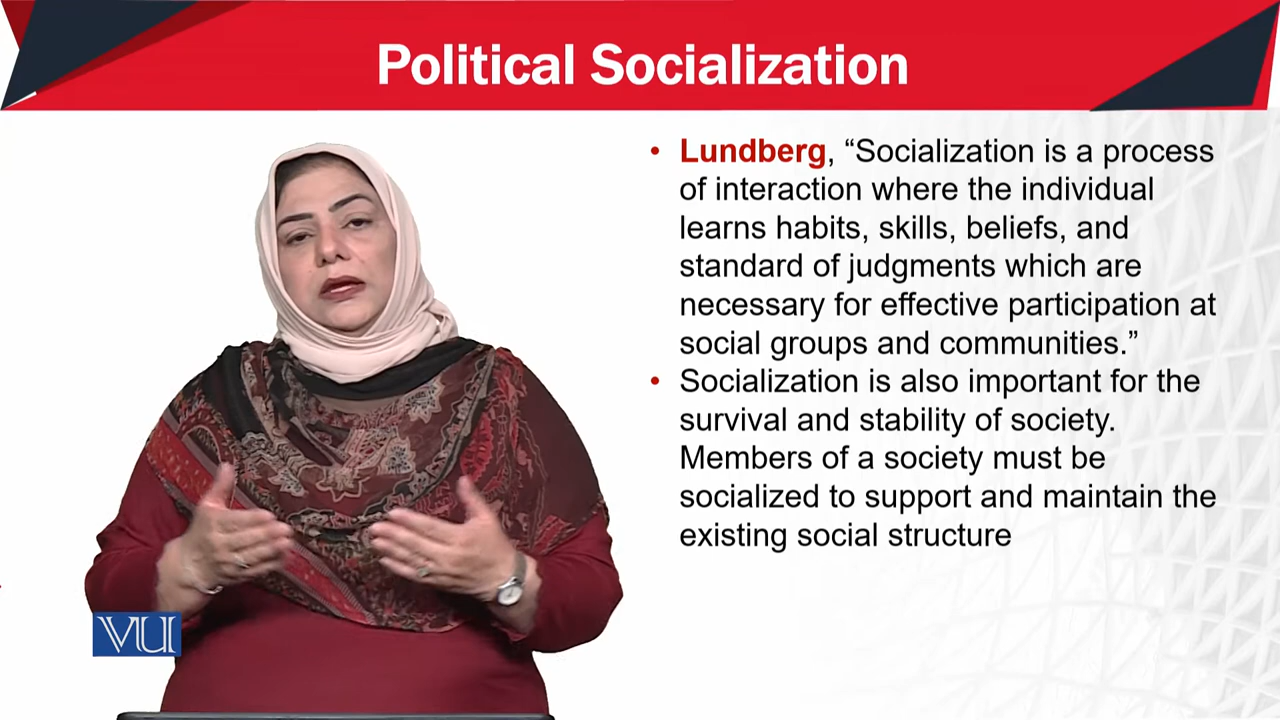 Political Socialization
• Lundberg, “Socialization is a process
of interaction where the individual
learns habits, skills, beliefs, and
standard of judgments which are
necessary for effective participation at
social groups and communities.”
• Socialization is also important for the
survival and stability of society.
Members of a society must be
socialized to support and maintain the
existing social structure
VU